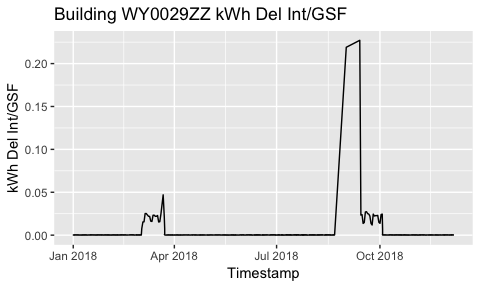 Building WY0029ZZ kWh Del Int/GSF
kWh Del Int/GSF
0.20
0.15
0.10
0.05
0.00
Jan 2018 Apr 2018 Jul 2018 Oct 2018
Timestamp